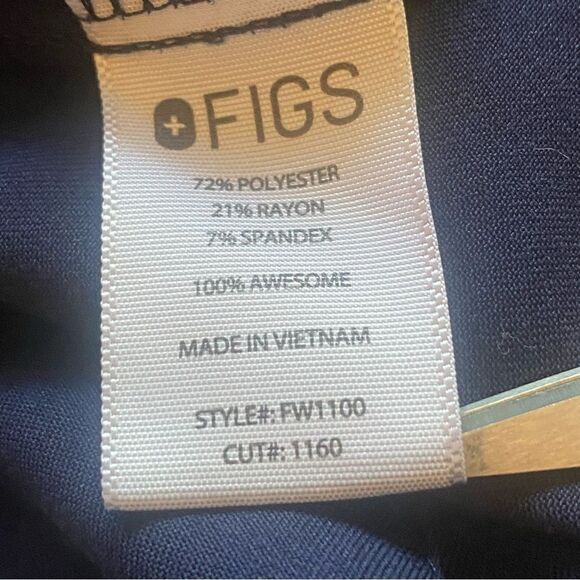 FIGS
72% POLYESTER
21% RAYON
7% SPANDEX
100% AWESOME
MADE IN VIETNAM
STYLE#: FW1100
CUT#: 1160